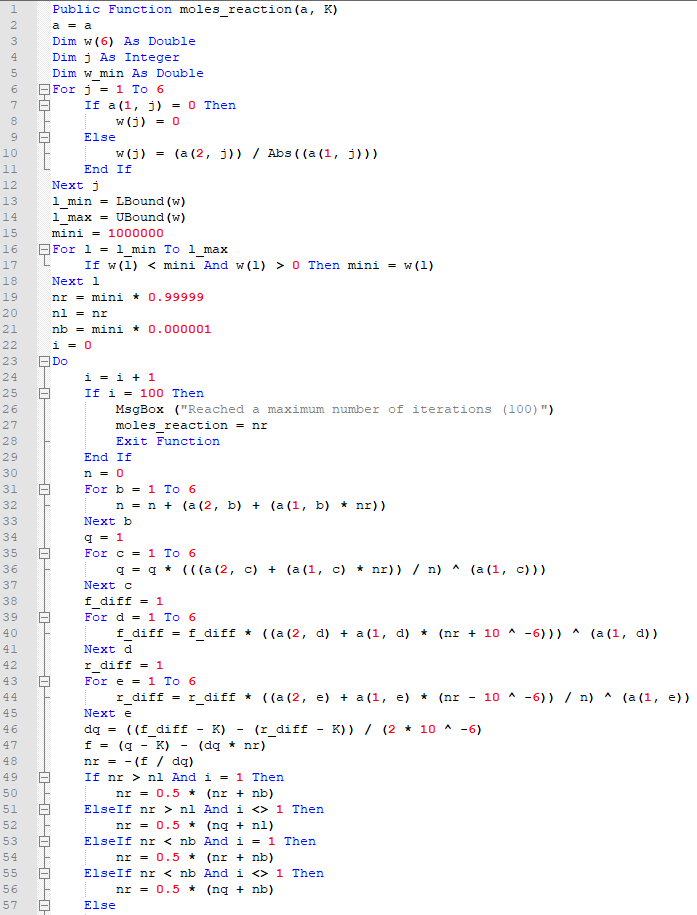 1 Public Function moles_reaction(a, K)
2 a = a
3 Dim w(6) As Double
4 Dim j As Integer
5 Dim w_min As Double
6 For j = 1 To 6
7 If a(1, j) = 0 Then
8 w(j) = 0
9 Else
10 w(j) = (a(2, j)) / Abs((a(1, j)))
11 End If
12 Next j
13 l_min = LBound(w)
14 l_max = UBound(w)
15 mini = 1000000
16 For l = l_min To l_max
17 If w(l) < mini And w(l) > 0 Then mini = w(l)
18 Next l
19 nr = mini * 0.99999
20 nl = nr
21 nb = mini * 0.000001
22 i = 0
23 Do
24 i = i + 1
25 If i = 100 Then
26 MsgBox ("Reached a maximum number of iterations (100)")
27 moles_reaction = nr
28 Exit Function
29 End If
30 n = 0
31 For b = 1 To 6
32 n = n + (a(2, b) + (a(1, b) * nr))
33 Next b
34 q = 1
35 For c = 1 To 6
36 q = q * (((a(2, c) + (a(1, c) * nr)) / n) ^ (a(1, c)))
37 Next c
38 f_diff = 1
39 For d = 1 To 6
40 f_diff = f_diff * ((a(2, d) + a(1, d) * (nr + 10 ^ -6))) ^ (a(1, d))
41 Next d
42 r_diff = 1
43 For e = 1 To 6
44 r_diff = r_diff * ((a(2, e) + a(1, e) * (nr - 10 ^ -6)) / n) ^ (a(1, e))
45 Next e
46 dq = ((f_diff - K) - (r_diff - K)) / (2 * 10 ^ -6)
47 f = (q - K) - (dq * nr)
48 nr = -(f / dq)
49 If nr > nl And i = 1 Then
50 nr = 0.5 * (nr + nb)
51 ElseIf nr > nl And i <> 1 Then
52 nr = 0.5 * (nq + nl)
53 ElseIf nr < nb And i = 1 Then
54 nr = 0.5 * (nr + nb)
55 ElseIf nr < nb And i <> 1 Then
56 nr = 0.5 * (nq + nb)
57 Else